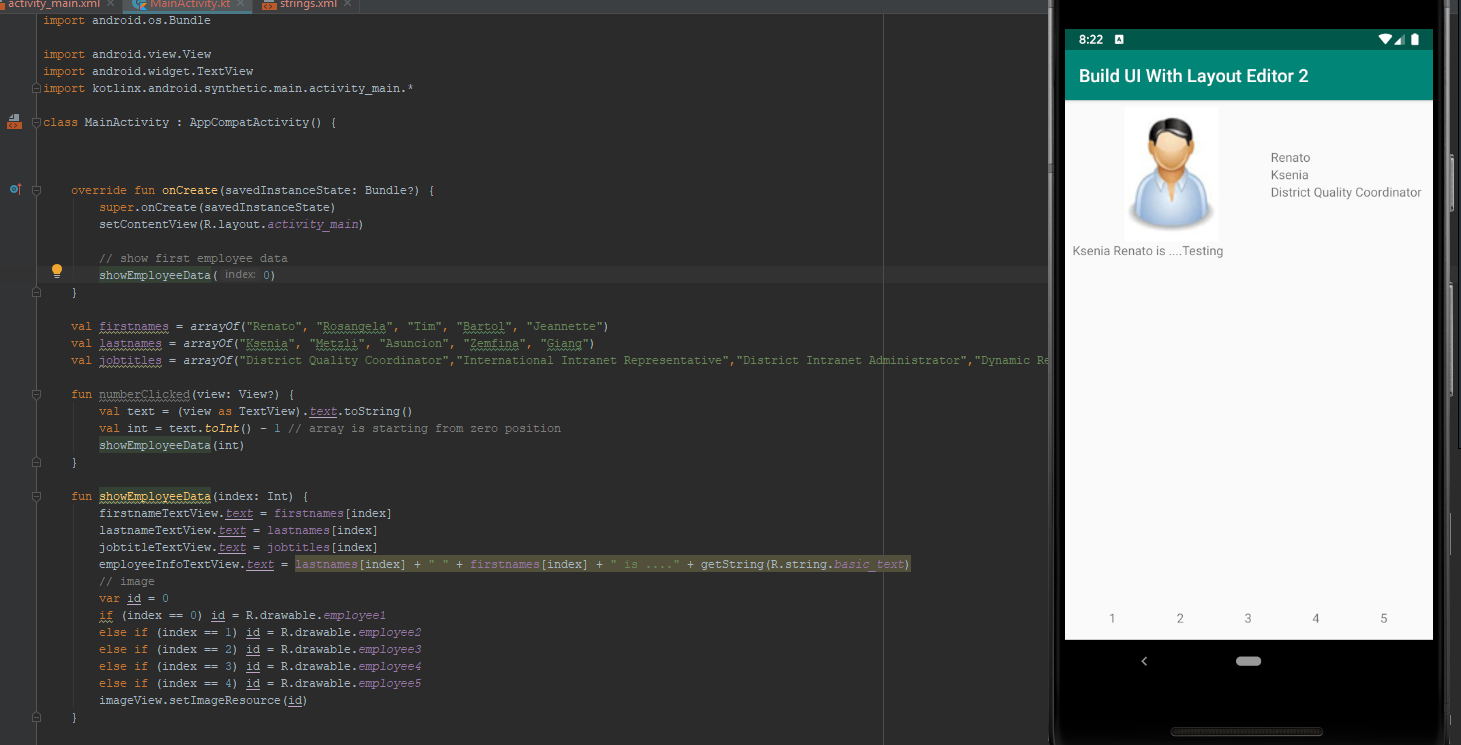 activity_main.xml MainActivity.kt strings.xml
import android.os.Bundle
import android.view.View
import android.widget.TextView
import kotlinx.android.synthetic.main.activity_main.*
class MainActivity : AppCompatActivity() {
override fun onCreate(savedInstanceState: Bundle?) {
super.onCreate(savedInstanceState)
setContentView(R.layout.activity_main)
// show first employee data
showEmployeeData( index: 0)
}
val firstnames = arrayOf("Renato", "Rosangela", "Tim", "Bartol", "Jeannette")
val lastnames = arrayOf("Ksenia", "Metzli", "Asuncion", "Zemfina", "Giang")
val jobtitles = arrayOf("District Quality Coordinator","International Intranet Representative","District Intranet Administrator","Dynamic Re
fun numberClicked(view: View?) {
val text = (view as TextView).text.toString()
val int = text.toInt() - 1 // array is starting from zero position
showEmployeeData(int)
}
fun showEmployeeData(index: Int) {
firstnameTextView.text = firstnames[index]
lastnameTextView.text = lastnames[index]
jobtitleTextView.text = jobtitles[index]
employeeInfoTextView.text = lastnames[index] + " " + firstnames[index] + " is ...." + getString(R.string.basic_text)
// image
var id = 0
if (index == 0) id = R.drawable.employee1
else if (index == 1) id = R.drawable.employee2
else if (index == 2) id = R.drawable.employee3
else if (index == 3) id = R.drawable.employee4
else if (index == 4) id = R.drawable.employee5
imageView.setImageResource(id)
}
8:22
Build UI With Layout Editor 2
Renato
Ksenia
District Quality Coordinator
Ksenia Renato is ....Testing
1 2 3 4 5